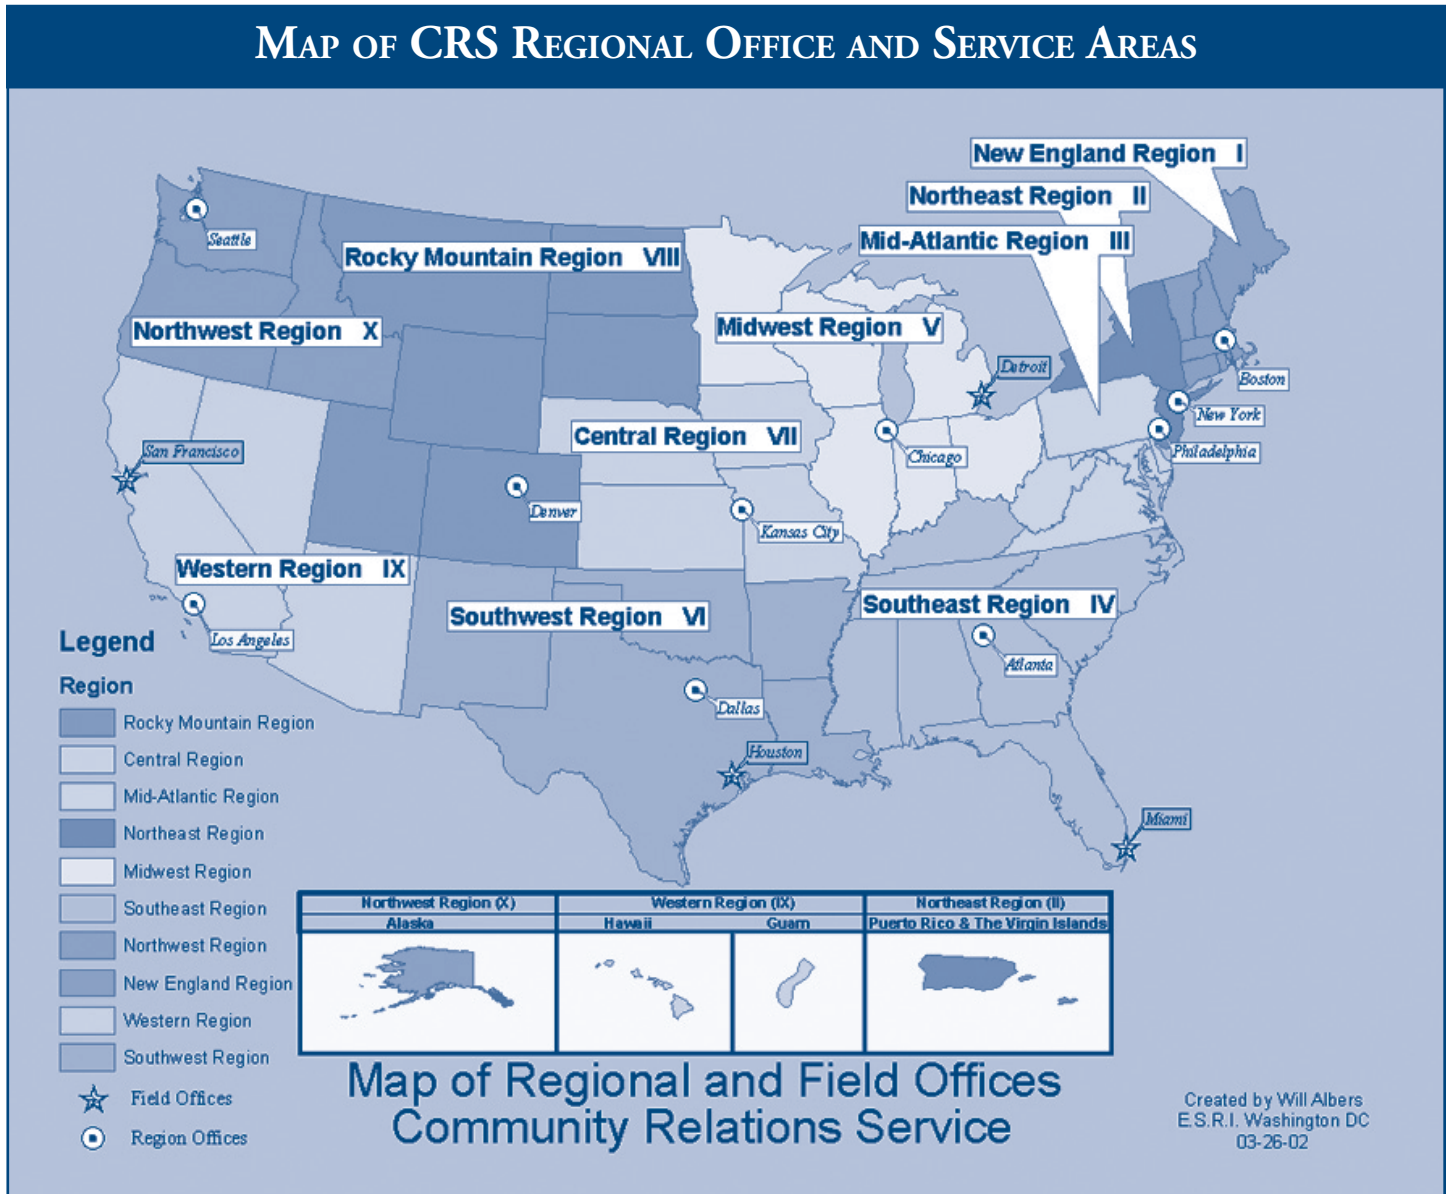 MAP OF CRS REGIONAL OFFICE AND SERVICE AREAS
New England Region I
Northeast Region II
Mid-Atlantic Region III
Seattle
Rocky Mountain Region VIII
Northwest Region X
Midwest Region V
Detroit
Boston
New York
Philadelphia
Central Region VII
Chicago
San Francisco
Denver
Kansas City
Western Region IX
Southwest Region VI
Southeast Region IV
Los Angeles
Atlanta
Dallas
Houston
Miami
Legend
Region
Rocky Mountain Region
Central Region
Mid-Atlantic Region
Northeast Region
Midwest Region
Southeast Region
Northwest Region
New England Region
Western Region
Southwest Region
Field Offices
Region Offices
Northwest Region (X) Western Region (IX) Northeast Region (II)
Alaska Hawaii Guam Puerto Rico & The Virgin Islands
Map of Regional and Field Offices
Community Relations Service
Created by Will Albers
E.S.R.I. Washington DC
03-26-02